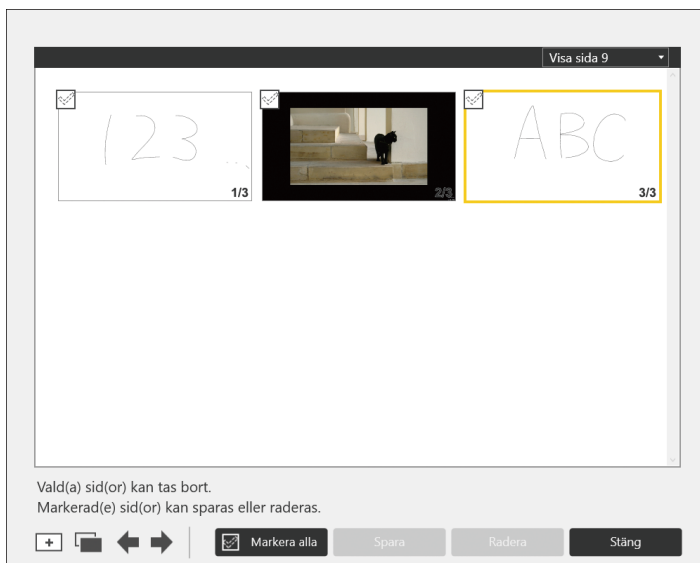 Visa sida 9
123...
1/3
2/3
ABC
3/3
Vald(a) sid(or) kan tas bort.
Markerad(e) sid(or) kan sparas eller raderas.
Markera alla
Spara
Radera
Stäng